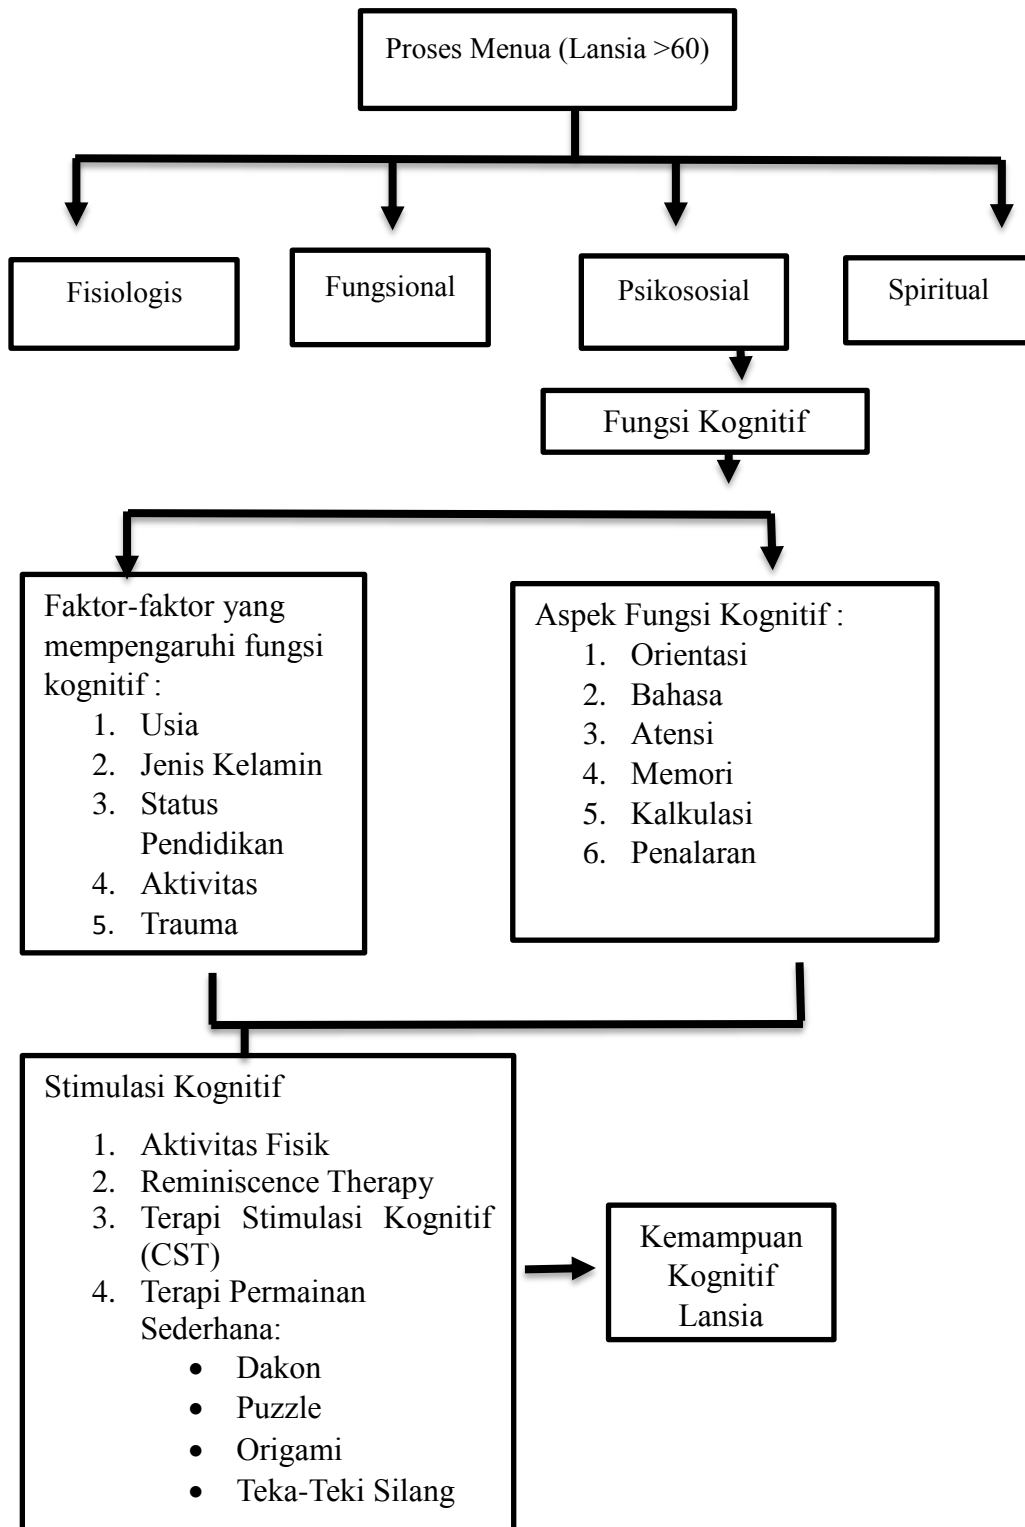 Proses Menua (Lansia >60)
Fisiologis
Fungsional
Psikososial
Spiritual
Fungsi Kognitif
Faktor-faktor yang
mempengaruhi fungsi
kognitif :
1. Usia
2. Jenis Kelamin
3. Status
Pendidikan
4. Aktivitas
5. Trauma
Aspek Fungsi Kognitif :
1. Orientasi
2. Bahasa
3. Atensi
4. Memori
5. Kalkulasi
6. Penalaran
Stimulasi Kognitif
1. Aktivitas Fisik
2. Reminiscence Therapy
3. Terapi Stimulasi Kognitif
(CST)
4. Terapi Permainan
Sederhana:
• Dakon
• Puzzle
• Origami
• Teka-Teki Silang
Kemampuan
Kognitif
Lansia